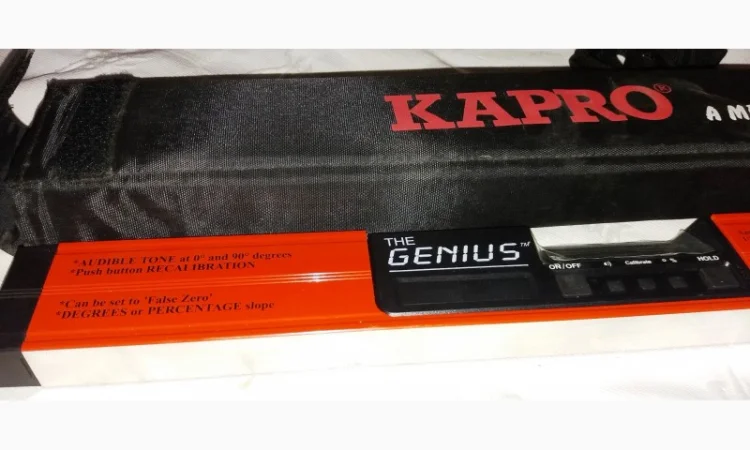 KAPRO®
A M
*AUDIBLE TONE at 0° and 90° degrees
*Push button RECALIBRATION
*Can be set to 'False Zero'
*DEGREES or PERCENTAGE slope
THE
GENIUS™
ON/OFF Calibrate ° % HOLD